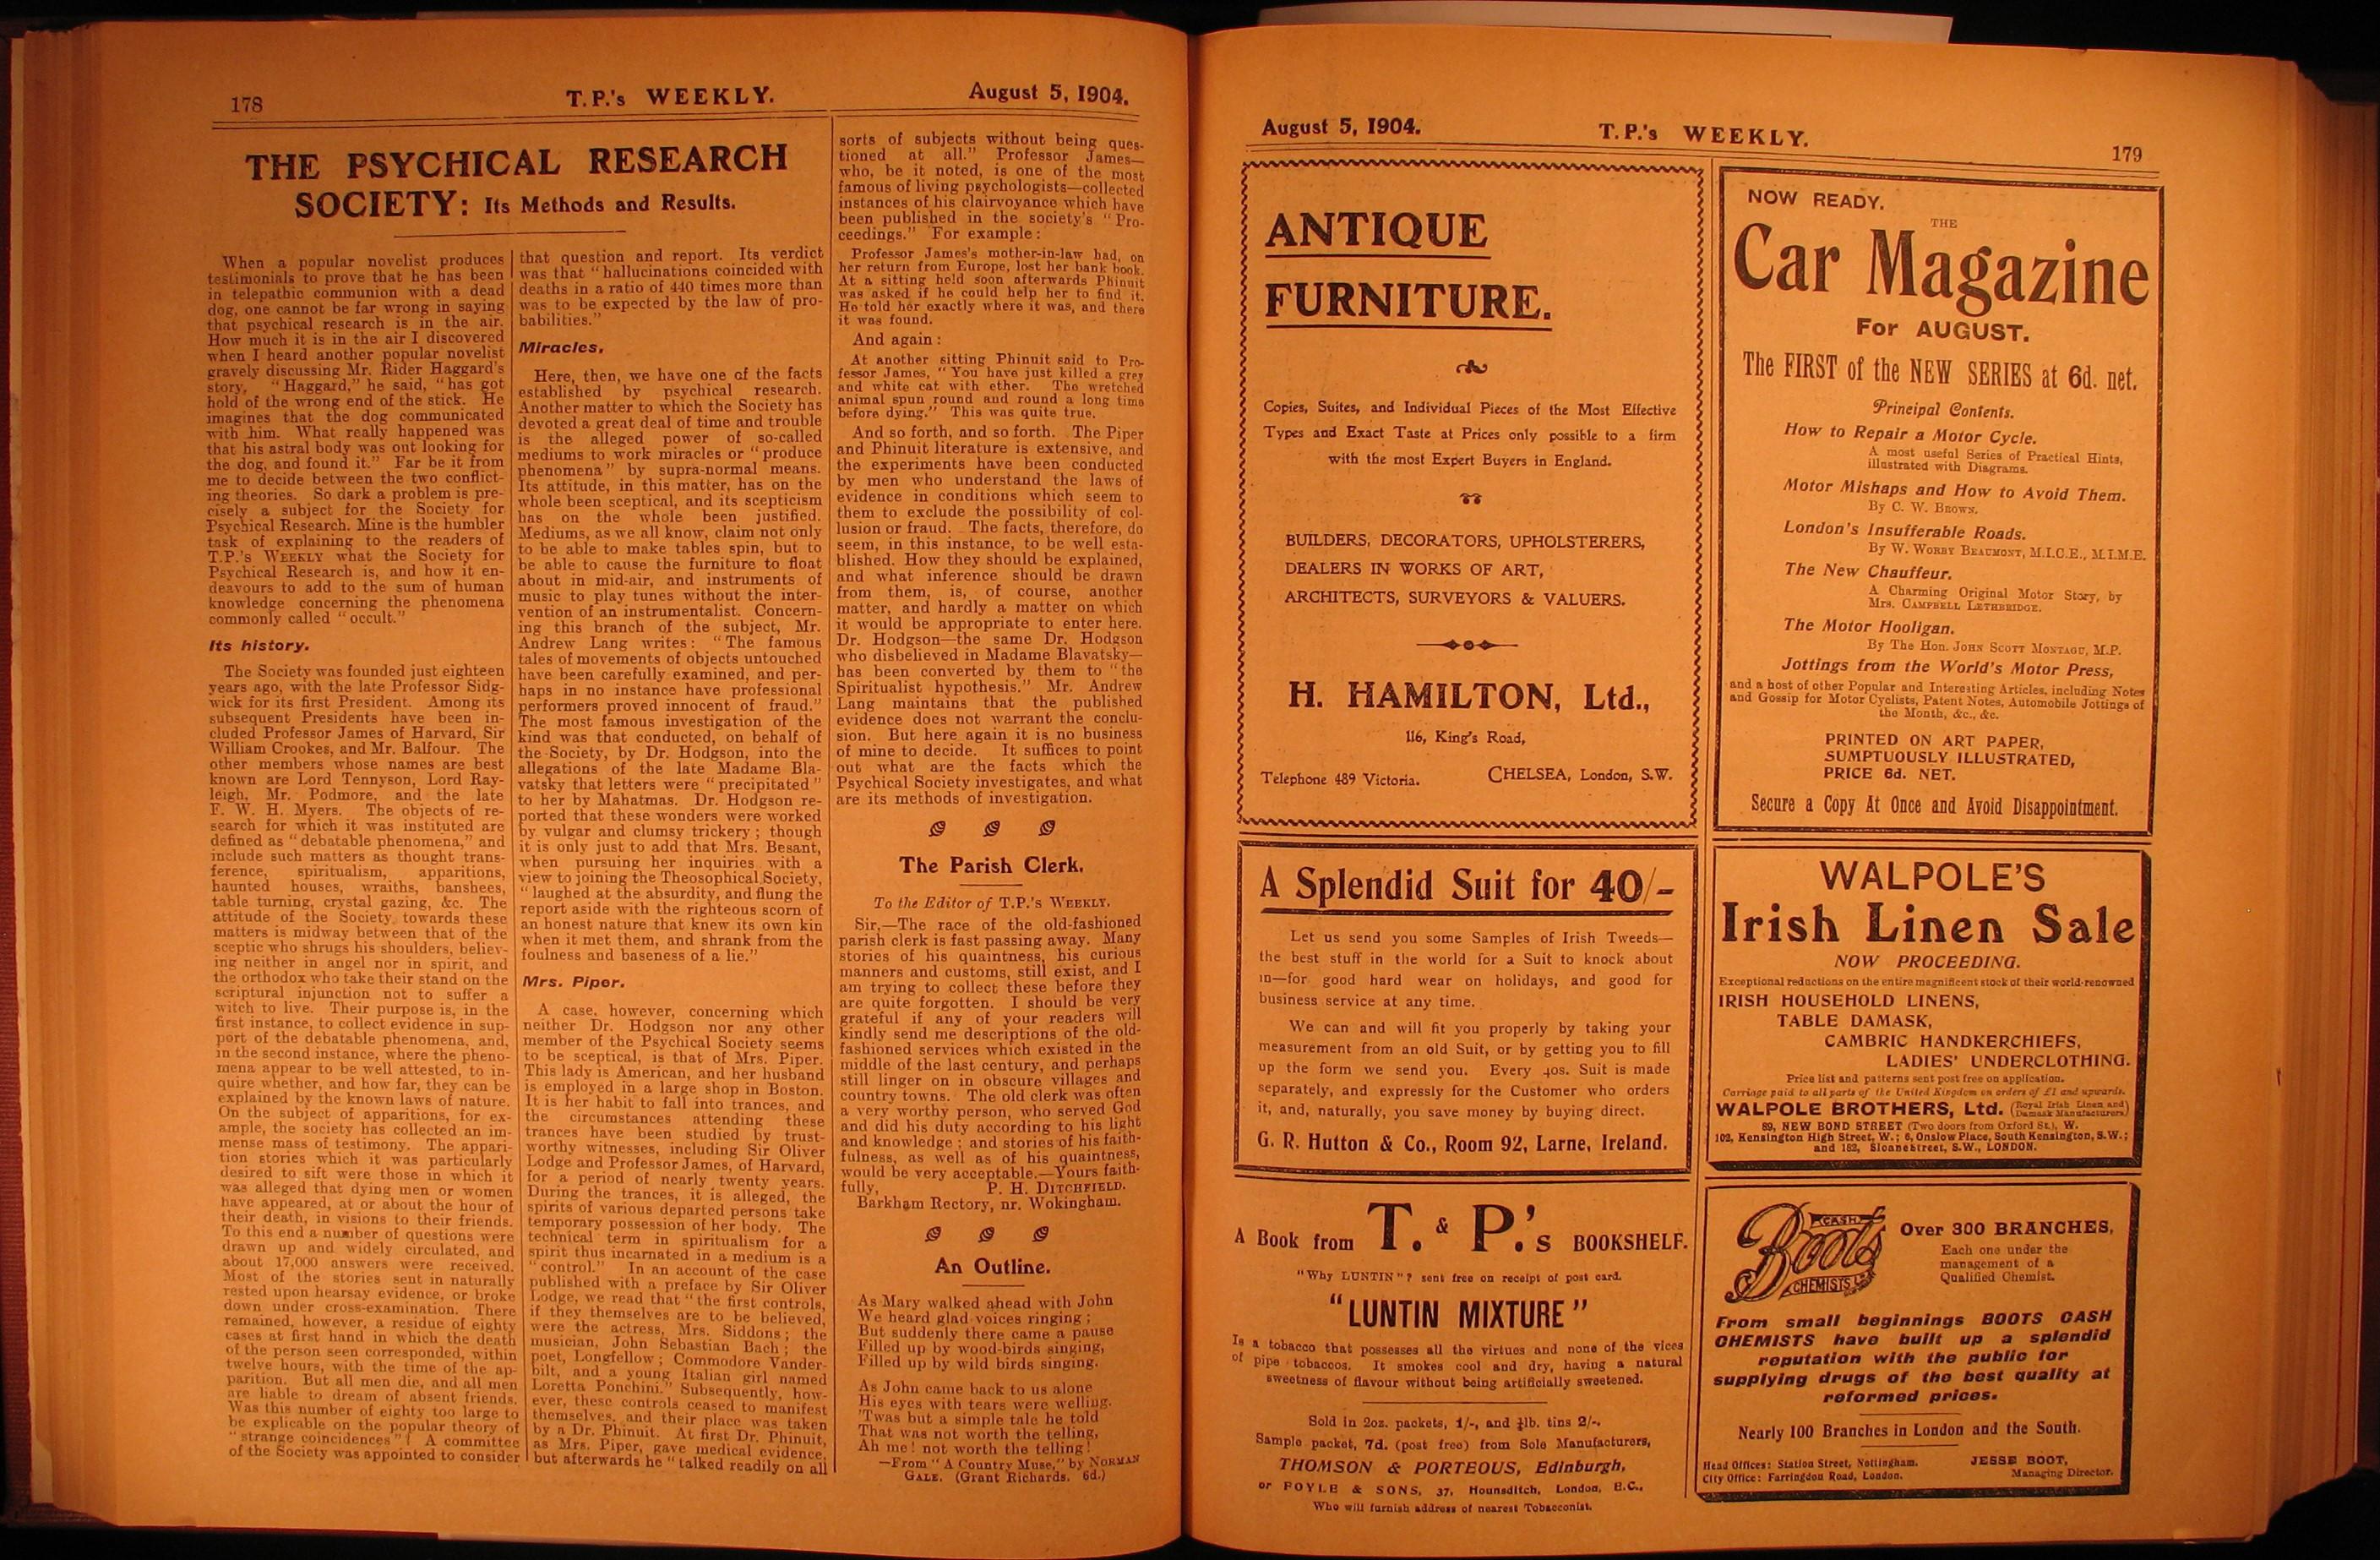 178
T.P.'s WEEKLY.
August 5, 1904.
THE PSYCHICAL RESEARCH
SOCIETY: Its Methods and Results.
When a popular novelist produces
testimonials to prove that he has been
in telepathic communion with a dead
dog, one cannot be far wrong in saying
that psychical research is in the air.
How much it is in the air I discovered
when I heard another popular novelist
gravely discussing Mr. Rider Haggard's
story. "Haggard," he said, "has got
hold of the wrong end of the stick. He
imagines that the dog communicated
with him. What really happened was
that his astral body was out looking for
the dog, and found it." Far be it from
me to decide between the two conflict-
ing theories. So dark a problem is pre-
cisely a subject for the Society for
Psychical Research. Mine is the humbler
task of explaining to the readers of
T.P.'s WEEKLY what the Society for
Psychical Research is, and how it en-
deavours to add to the sum of human
knowledge concerning the phenomena
commonly called "occult."
Its history.
The Society was founded just eighteen
years ago, with the late Professor Sidg-
wick for its first President. Among its
subsequent Presidents have been in-
cluded Professor James of Harvard, Sir
William Crookes, and Mr. Balfour. The
other members whose names are best
known are Lord Tennyson, Lord Ray-
leigh, Mr. Podmore, and the late
F. W. H. Myers. The objects of re-
search for which it was instituted are
defined as "debatable phenomena," and
include such matters as thought trans-
ference, spiritualism, apparitions,
haunted houses, wraiths, banshees,
table turning, crystal gazing, &c. The
attitude of the Society towards these
matters is midway between that of the
sceptic who shrugs his shoulders, believ-
ing neither in angel nor in spirit, and
the orthodox who take their stand on the
scriptural injunction not to suffer a
witch to live. Their purpose is, in the
first instance, to collect evidence in sup-
port of the debatable phenomena, and,
in the second instance, where the pheno-
mena appear to be well attested, to in-
quire whether, and how far, they can be
explained by the known laws of nature.
On the subject of apparitions, for ex-
ample, the society has collected an im-
mense mass of testimony. The appari-
tion stories which it was particularly
desired to sift were those in which it
was alleged that dying men or women
have appeared, at or about the hour of
their death, in visions to their friends.
To this end a number of questions were
drawn up and widely circulated, and
about 17,000 answers were received.
Most of the stories sent in naturally
rested upon hearsay evidence, or broke
down under cross-examination. There
remained, however, a residue of eighty
cases at first hand in which the death
of the person seen corresponded, within
twelve hours, with the time of the ap-
parition. But all men die, and all men
are liable to dream of absent friends.
Was this number of eighty too large to
be explicable on the popular theory of
"strange coincidences"? A committee
of the Society was appointed to consider
that question and report. Its verdict
was that "hallucinations coincided with
deaths in a ratio of 440 times more than
was to be expected by the law of pro-
babilities."
Miracles.
Here, then, we have one of the facts
established by psychical research.
Another matter to which the Society has
devoted a great deal of time and trouble
is the alleged power of so-called
mediums to work miracles or "produce
phenomena" by supra-normal means.
Its attitude, in this matter, has on the
whole been sceptical, and its scepticism
has on the whole been justified.
Mediums, as we all know, claim not only
to be able to make tables spin, but to
be able to cause the furniture to float
about in mid-air, and instruments of
music to play tunes without the inter-
vention of an instrumentalist. Concern-
ing this branch of the subject, Mr.
Andrew Lang writes: "The famous
tales of movements of objects untouched
have been carefully examined, and per-
haps in no instance have professional
performers proved innocent of fraud."
The most famous investigation of the
kind was that conducted, on behalf of
the Society, by Dr. Hodgson, into the
allegations of the late Madame Bla-
vatsky that letters were "precipitated"
to her by Mahatmas. Dr. Hodgson re-
ported that these wonders were worked
by vulgar and clumsy trickery; though
it is only just to add that Mrs. Besant,
when pursuing her inquiries with a
view to joining the Theosophical Society,
"laughed at the absurdity, and flung the
report aside with the righteous scorn of
an honest nature that knew its own kin
when it met them, and shrank from the
foulness and baseness of a lie."
Mrs. Piper.
A case, however, concerning which
neither Dr. Hodgson nor any other
member of the Psychical Society seems
to be sceptical, is that of Mrs. Piper.
This lady is American, and her husband
is employed in a large shop in Boston.
It is her habit to fall into trances, and
the circumstances attending these
trances have been studied by trust-
worthy witnesses, including Sir Oliver
Lodge and Professor James, of Harvard,
for a period of nearly twenty years.
During the trances, it is alleged, the
spirits of various departed persons take
temporary possession of her body. The
technical term in spiritualism for a
spirit thus incarnated in a medium is a
"control." In an account of the case
published with a preface by Sir Oliver
Lodge, we read that "the first controls,
if they themselves are to be believed,
were the actress, Mrs. Siddons; the
musician, John Sebastian Bach; the
poet, Longfellow; Commodore Vander-
bilt, and a young Italian girl named
Loretta Ponchini." Subsequently, how-
ever, these controls ceased to manifest
themselves, and their place was taken
by a Dr. Phinuit. At first Dr. Phinuit,
as Mrs. Piper, gave medical evidence,
but afterwards he "talked readily on all
sorts of subjects without being ques-
tioned at all." Professor James—
who, be it noted, is one of the most
famous of living psychologists—collected
instances of his clairvoyance which have
been published in the society's "Pro-
ceedings." For example:
Professor James's mother-in-law had, on
her return from Europe, lost her bank book.
At a sitting held soon afterwards Phinuit
was asked if he could help her to find it.
He told her exactly where it was, and there
it was found.
And again:
At another sitting Phinuit said to Pro-
fessor James, "You have just killed a grey
and white cat with ether. The wretched
animal spun round and round a long time
before dying." This was quite true.
And so forth, and so forth. The Piper
and Phinuit literature is extensive, and
the experiments have been conducted
by men who understand the laws of
evidence in conditions which seem to
them to exclude the possibility of col-
lusion or fraud. The facts, therefore, do
seem, in this instance, to be well esta-
blished. How they should be explained,
and what inference should be drawn
from them, is, of course, another
matter, and hardly a matter on which
it would be appropriate to enter here.
Dr. Hodgson—the same Dr. Hodgson
who disbelieved in Madame Blavatsky—
has been converted by them to "the
Spiritualist hypothesis." Mr. Andrew
Lang maintains that the published
evidence does not warrant the conclu-
sion. But here again it is no business
of mine to decide. It suffices to point
out what are the facts which the
Psychical Society investigates, and what
are its methods of investigation.
The Parish Clerk.
To the Editor of T.P.'s WEEKLY.
Sir,—The race of the old-fashioned
parish clerk is fast passing away. Many
stories of his quaintness, his curious
manners and customs, still exist, and I
am trying to collect these before they
are quite forgotten. I should be very
grateful if any of your readers will
kindly send me descriptions of the old-
fashioned services which existed in the
middle of the last century, and perhaps
still linger on in obscure villages and
country towns. The old clerk was often
a very worthy person, who served God
and did his duty according to his light
and knowledge; and stories of his faith-
fulness, as well as of his quaintness,
would be very acceptable.—Yours faith-
fully, P. H. DITCHFIELD.
Barkham Rectory, nr. Wokingham.
An Outline.
As Mary walked ahead with John
We heard glad voices ringing;
But suddenly there came a pause
Filled up by wood-birds singing,
Filled up by wild birds singing.
As John came back to us alone
His eyes with tears were welling.
'Twas but a simple tale he told
That was not worth the telling,
Ah me! not worth the telling!
—From "A Country Muse," by NORMAN
GALE. (Grant Richards. 6d.)
August 5, 1904.
T.P.'s WEEKLY.
179
ANTIQUE
FURNITURE.
Copies, Suites, and Individual Pieces of the Most Effective
Types and Exact Taste at Prices only possible to a firm
with the most Expert Buyers in England.
BUILDERS, DECORATORS, UPHOLSTERERS,
DEALERS IN WORKS OF ART,
ARCHITECTS, SURVEYORS & VALUERS.
H. HAMILTON, Ltd.,
116, King's Road,
Telephone 489 Victoria. CHELSEA, London, S.W.
A Splendid Suit for 40/-
Let us send you some Samples of Irish Tweeds—
the best stuff in the world for a Suit to knock about
in—for good hard wear on holidays, and good for
business service at any time.
We can and will fit you properly by taking your
measurement from an old Suit, or by getting you to fill
up the form we send you. Every 40s. Suit is made
separately, and expressly for the Customer who orders
it, and, naturally, you save money by buying direct.
G. R. Hutton & Co., Room 92, Larne, Ireland.
A Book from T. & P.'s BOOKSHELF.
"Why LUNTIN"? sent free on receipt of post card.
"LUNTIN MIXTURE"
Is a tobacco that possesses all the virtues and none of the vices
of pipe tobaccos. It smokes cool and dry, having a natural
sweetness of flavour without being artificially sweetened.
Sold in 2oz. packets, 1/-, and ¼lb. tins 2/-.
Sample packet, 7d. (post free) from Sole Manufacturers,
THOMSON & PORTEOUS, Edinburgh,
or FOYLE & SONS, 37, Hounsditch, London, E.C.,
Who will furnish address of nearest Tobacconist.
NOW READY.
THE
Car Magazine
For AUGUST.
The FIRST of the NEW SERIES at 6d. net.
Principal Contents.
How to Repair a Motor Cycle.
A most useful Series of Practical Hints,
illustrated with Diagrams.
Motor Mishaps and How to Avoid Them.
By C. W. BROWN.
London's Insufferable Roads.
By W. WORBY BEAUMONT, M.I.C.E., M.I.M.E.
The New Chauffeur.
A Charming Original Motor Story, by
Mrs. CAMPBELL LETHBRIDGE.
The Motor Hooligan.
By The Hon. JOHN SCOTT MONTAGU, M.P.
Jottings from the World's Motor Press,
and a host of other Popular and Interesting Articles, including Notes
and Gossip for Motor Cyclists, Patent Notes, Automobile Jottings of
the Month, &c., &c.
PRINTED ON ART PAPER,
SUMPTUOUSLY ILLUSTRATED,
PRICE 6d. NET.
Secure a Copy At Once and Avoid Disappointment.
WALPOLE'S
Irish Linen Sale
NOW PROCEEDING.
Exceptional reductions on the entire magnificent stock of their world-renowned
IRISH HOUSEHOLD LINENS,
TABLE DAMASK,
CAMBRIC HANDKERCHIEFS,
LADIES' UNDERCLOTHING.
Price list and patterns sent post free on application.
Carriage paid to all parts of the United Kingdom on orders of £1 and upwards.
WALPOLE BROTHERS, Ltd. (Royal Irish Linen and Damask Manufacturers)
89, NEW BOND STREET (Two doors from Oxford St.), W.
102, Kensington High Street, W.; 6, Onslow Place, South Kensington, S.W.;
and 182, Sloane Street, S.W., LONDON.
Boots
CASH
CHEMISTS
Over 300 BRANCHES,
Each one under the
management of a
Qualified Chemist.
From small beginnings BOOTS CASH
CHEMISTS have built up a splendid
reputation with the public for
supplying drugs of the best quality at
reformed prices.
Nearly 100 Branches in London and the South.
Head Offices: Station Street, Nottingham.
City Office: Farringdon Road, London.
JESSE BOOT,
Managing Director.